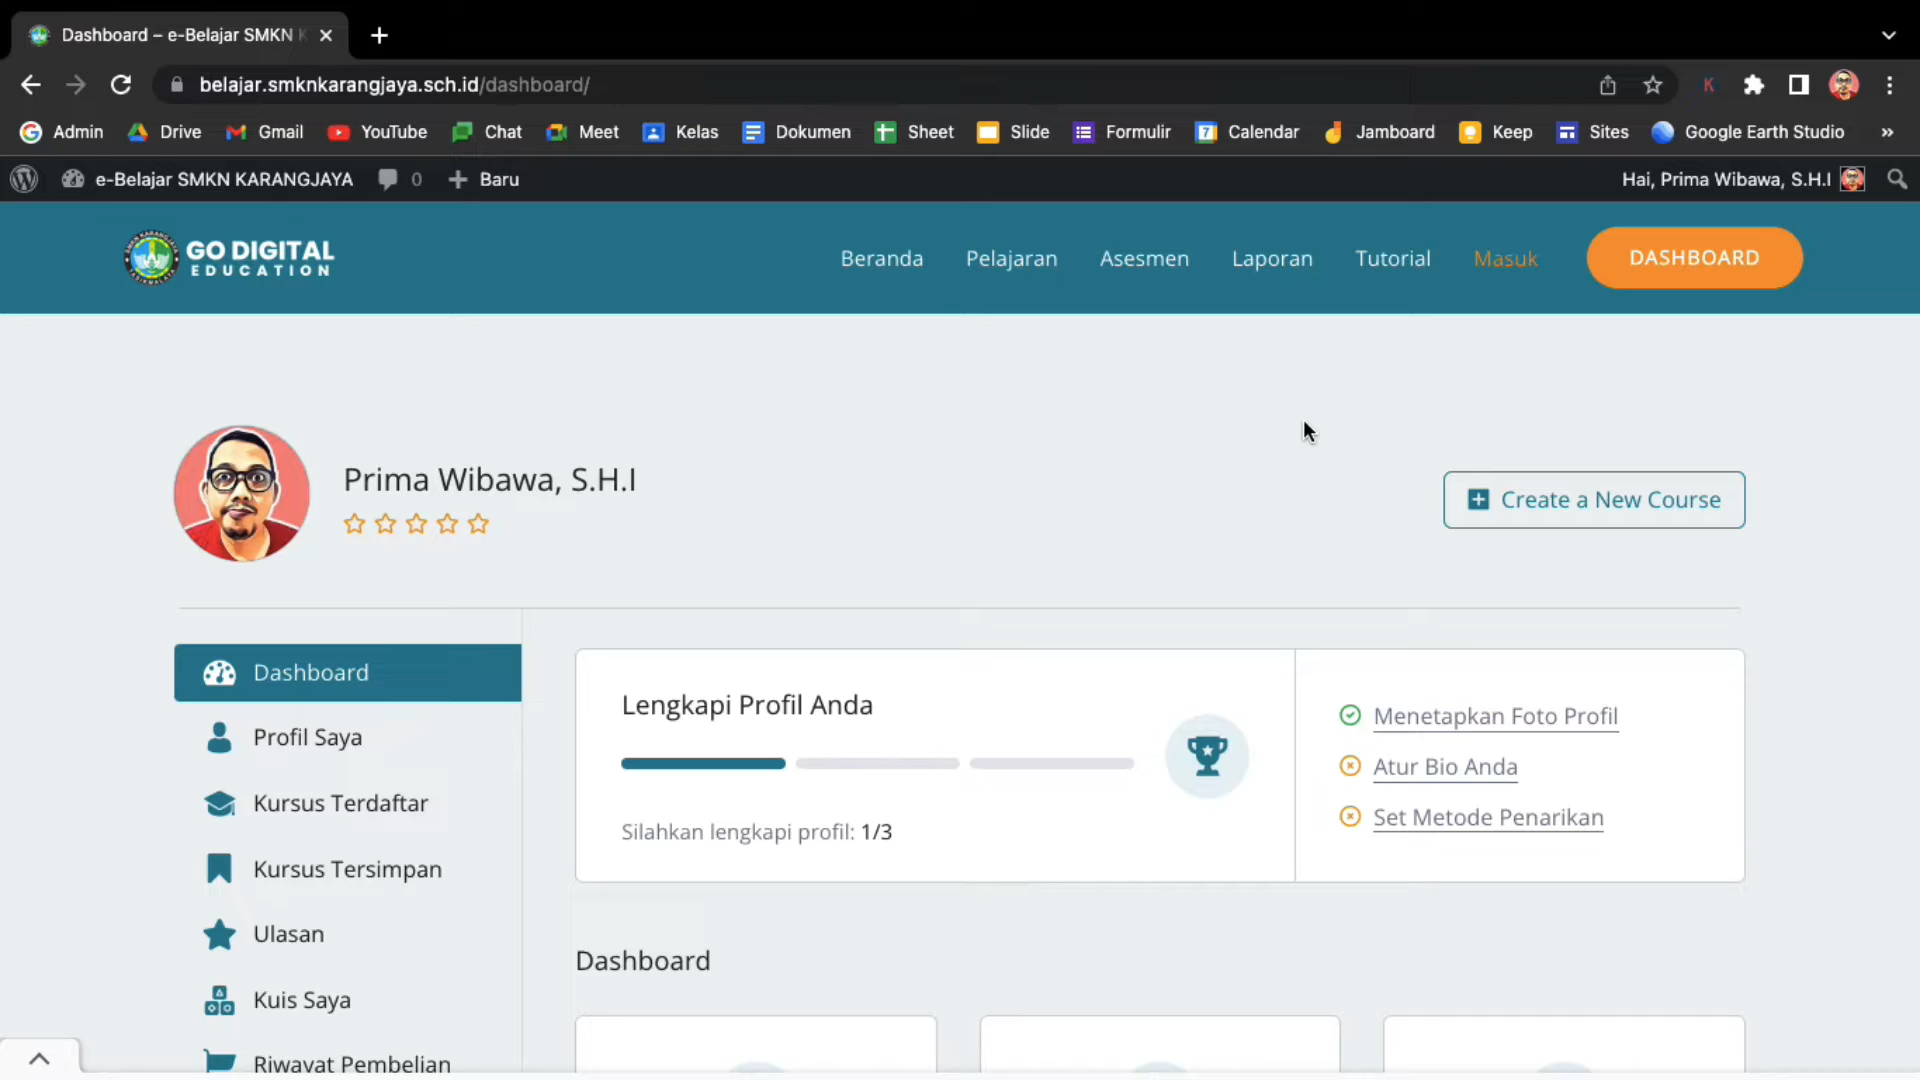 Dashboard – e-Belajar SMKN K
belajar.smknkarangjaya.sch.id/dashboard/
K
Admin Drive Gmail YouTube Chat Meet Kelas Dokumen Sheet Slide Formulir 7 Calendar Jamboard Keep Sites Google Earth Studio »
e-Belajar SMKN KARANGJAYA 0 + Baru Hai, Prima Wibawa, S.H.I
GO DIGITAL
EDUCATION
Beranda Pelajaran Asesmen Laporan Tutorial Masuk DASHBOARD
Prima Wibawa, S.H.I
Create a New Course
Dashboard
Profil Saya
Kursus Terdaftar
Kursus Tersimpan
Ulasan
Kuis Saya
Riwayat Pembelian
Lengkapi Profil Anda
Silahkan lengkapi profil: 1/3
Menetapkan Foto Profil
Atur Bio Anda
Set Metode Penarikan
Dashboard